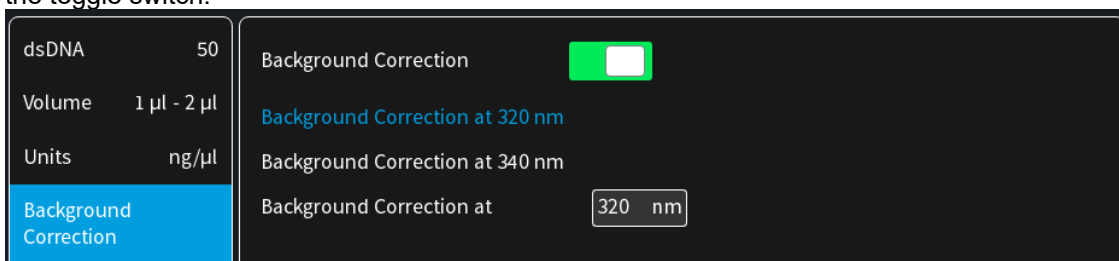 the toggle switch.
dsDNA 50
Volume 1 µl - 2 µl
Units ng/µl
Background
Correction
Background Correction
Background Correction at 320 nm
Background Correction at 340 nm
Background Correction at 320 nm